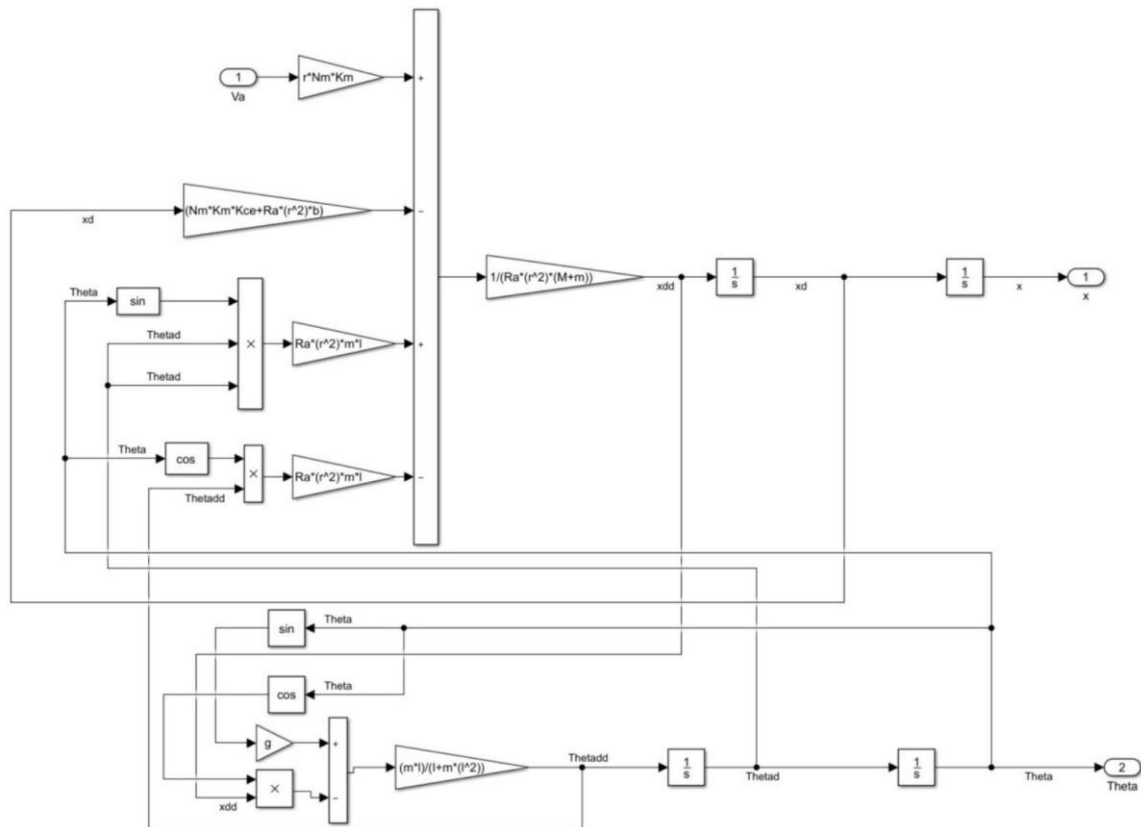 r*Nm*Km
+
1
Va
(Nm*Km*Kce+Ra*(r^2)*b)
−
xd
1/(Ra*(r^2)*(M+m))
xdd
1
s
xd
1
s
x
1
x
Theta
sin
Thetad
×
Ra*(r^2)*m*l
+
Thetad
Theta
cos
×
Ra*(r^2)*m*l
−
Thetadd
sin
Theta
cos
Theta
g
+
(m*l)/(I+m*(l^2))
Thetadd
1
s
Thetad
1
s
Theta
2
Theta
×
−
xdd